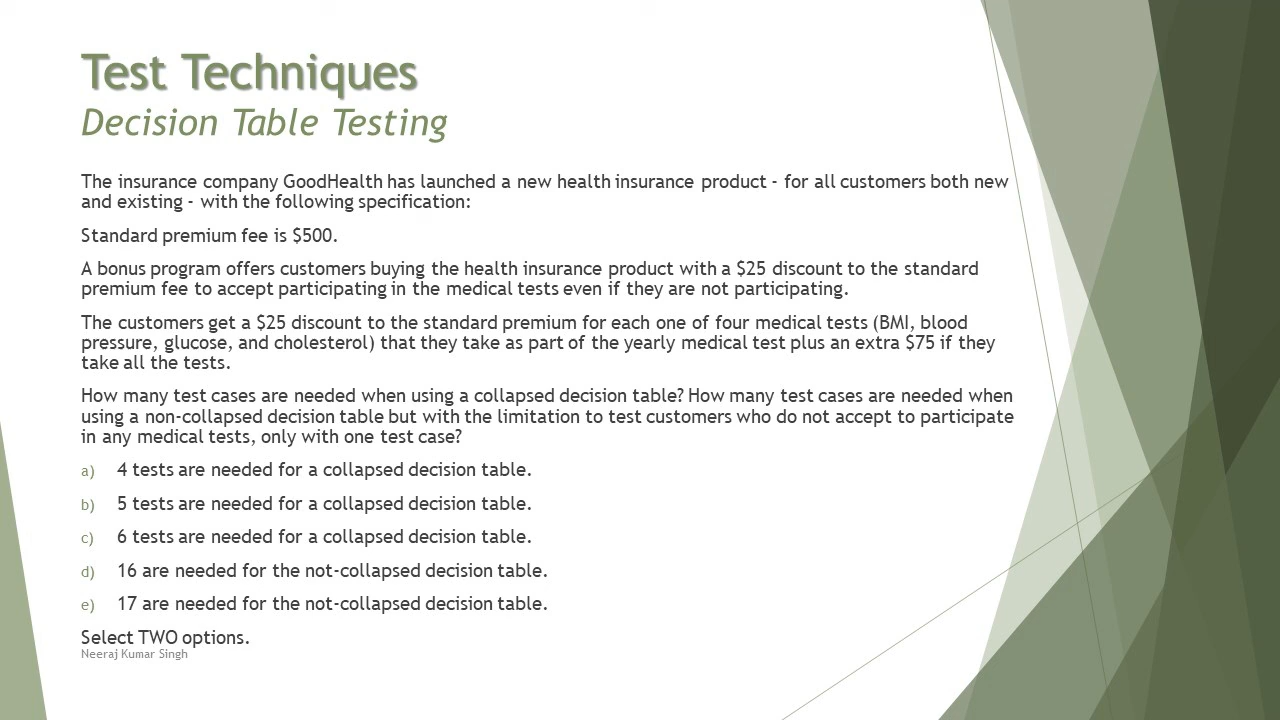 Test Techniques
Decision Table Testing
The insurance company GoodHealth has launched a new health insurance product - for all customers both new
and existing - with the following specification:
Standard premium fee is $500.
A bonus program offers customers buying the health insurance product with a $25 discount to the standard
premium fee to accept participating in the medical tests even if they are not participating.
The customers get a $25 discount to the standard premium for each one of four medical tests (BMI, blood
pressure, glucose, and cholesterol) that they take as part of the yearly medical test plus an extra $75 if they
take all the tests.
How many test cases are needed when using a collapsed decision table? How many test cases are needed when
using a non-collapsed decision table but with the limitation to test customers who do not accept to participate
in any medical tests, only with one test case?
a) 4 tests are needed for a collapsed decision table.
b) 5 tests are needed for a collapsed decision table.
c) 6 tests are needed for a collapsed decision table.
d) 16 are needed for the not-collapsed decision table.
e) 17 are needed for the not-collapsed decision table.
Select TWO options.
Neeraj Kumar Singh